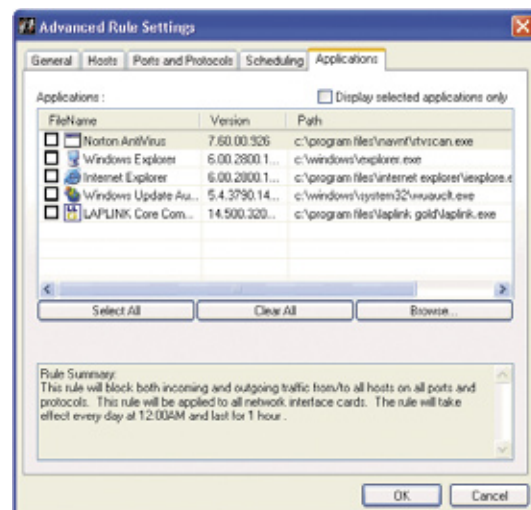 Advanced Rule Settings
General Hosts Ports and Protocols Scheduling Applications
Applications : Display selected applications only
FileName Version Path
Norton AntiVirus 7.60.00.926 c:\program files\navnt\rtvscan.exe
Windows Explorer 6.00.2800.1... c:\windows\explorer.exe
Internet Explorer 6.00.2800.1... c:\program files\internet explorer\iexplore.e
Windows Update Au... 5.4.3790.14... c:\windows\system32\wuauclt.exe
LAPLINK Core Com... 14.500.320... c:\program files\laplink gold\laplink.exe
Select All Clear All Browse...
Rule Summary:
This rule will block both incoming and outgoing traffic from/to all hosts on all ports and
protocols. This rule will be applied to all network interface cards. The rule will take
effect every day at 12:00AM and last for 1 hour .
OK Cancel